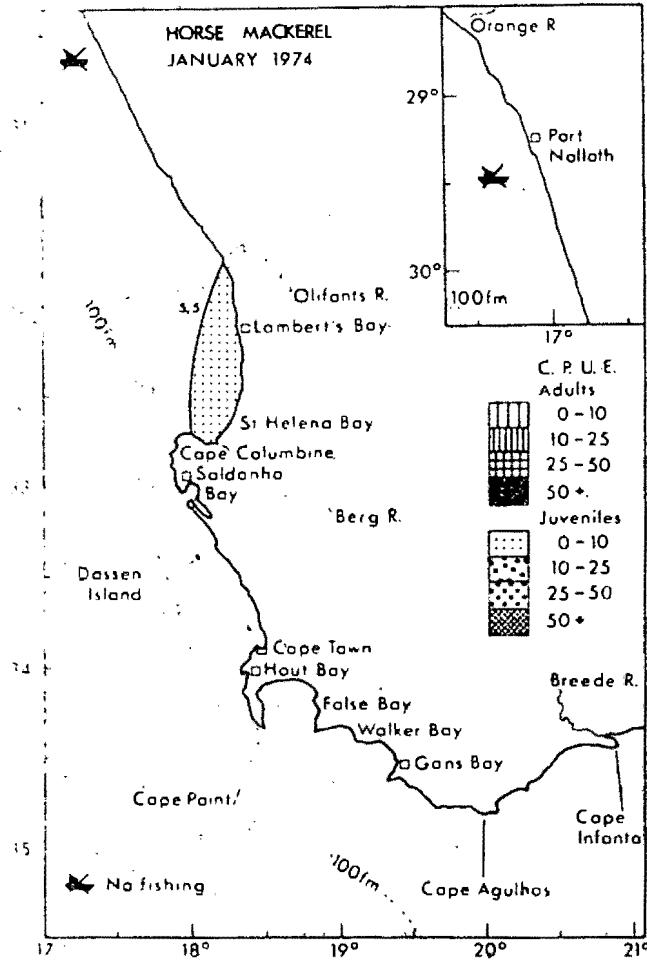 HORSE MACKEREL
JANUARY 1974
Orange R
29°
Port
Nolloth
30°
100fm
17°
Olifants R.
5,5
100fm
Lambert's Bay
St Helena Bay
Cape Columbine
Saldanha
Bay
Berg R.
Dassen
Island
C. P. U. E.
Adults
0-10
10-25
25-50
50+.
Juveniles
0-10
10-25
25-50
50+
Cape Town
Hout Bay
False Bay
Walker Bay
Gans Bay
Breede R.
Cape Point
Cape
Infanta
35
No fishing
100fm
Cape Agulhas
17
18°
19°
20°
21°